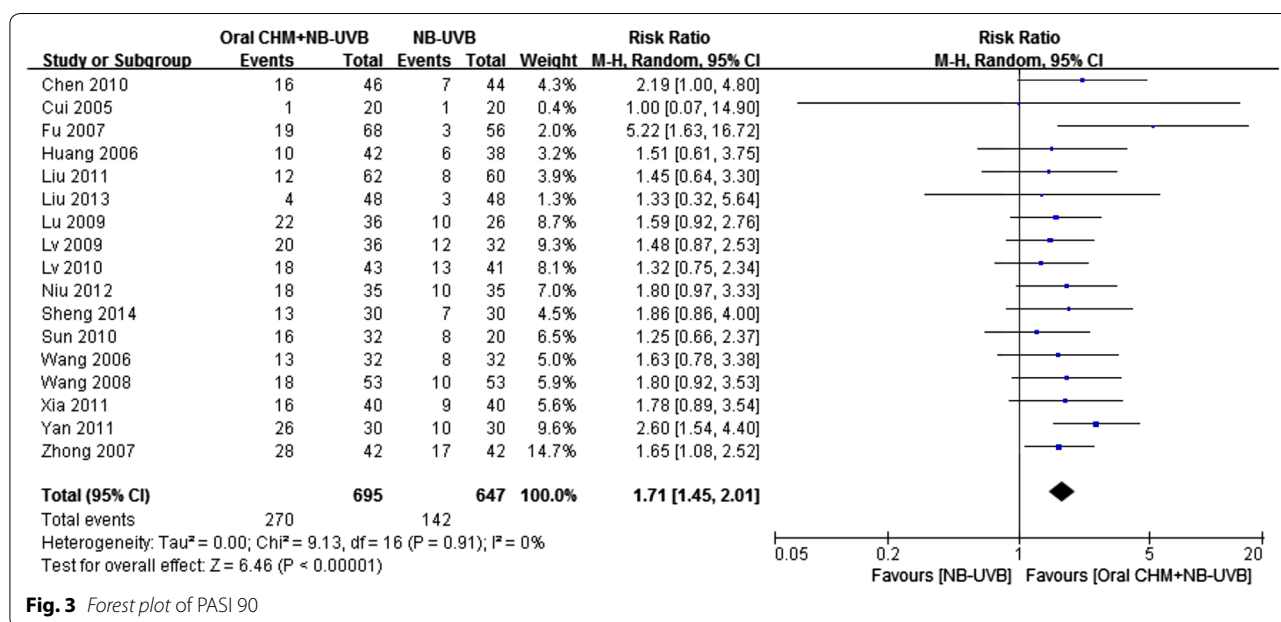 Oral CHM+NB-UVB NB-UVB Risk Ratio Risk Ratio
Study or Subgroup Events Total Events Total Weight M-H, Random, 95% CI M-H, Random, 95% CI
Chen 2010 16 46 7 44 4.3% 2.19 [1.00, 4.80]
Cui 2005 1 20 1 20 0.4% 1.00 [0.07, 14.90]
Fu 2007 19 68 3 56 2.0% 5.22 [1.63, 16.72]
Huang 2006 10 42 6 38 3.2% 1.51 [0.61, 3.75]
Liu 2011 12 62 8 60 3.9% 1.45 [0.64, 3.30]
Liu 2013 4 48 3 48 1.3% 1.33 [0.32, 5.64]
Lu 2009 22 36 10 26 8.6% 1.59 [0.92, 2.76]
Lv 2009 20 36 12 32 9.3% 1.48 [0.87, 2.53]
Lv 2010 18 43 13 41 8.1% 1.32 [0.75, 2.34]
Niu 2012 18 35 10 35 7.0% 1.80 [0.97, 3.33]
Sheng 2014 13 30 7 30 4.5% 1.86 [0.86, 4.00]
Sun 2010 16 32 8 20 6.5% 1.25 [0.66, 2.37]
Wang 2006 13 32 8 32 5.0% 1.63 [0.78, 3.38]
Wang 2008 18 53 10 53 5.9% 1.80 [0.92, 3.53]
Xia 2011 16 40 9 40 5.6% 1.78 [0.89, 3.54]
Yan 2011 26 30 10 30 9.6% 2.60 [1.54, 4.40]
Zhong 2007 28 42 17 42 14.7% 1.65 [1.08, 2.52]
Total (95% CI) 695 647 100.0% 1.71 [1.45, 2.01]
Total events 270 142
Heterogeneity: Tau² = 0.00; Chi² = 9.13, df = 16 (P = 0.91); I² = 0%
Test for overall effect: Z = 6.46 (P < 0.00001)
0.05 0.2 1 5 20
Favours [NB-UVB] Favours [Oral CHM+NB-UVB]
Fig. 3 Forest plot of PASI 90